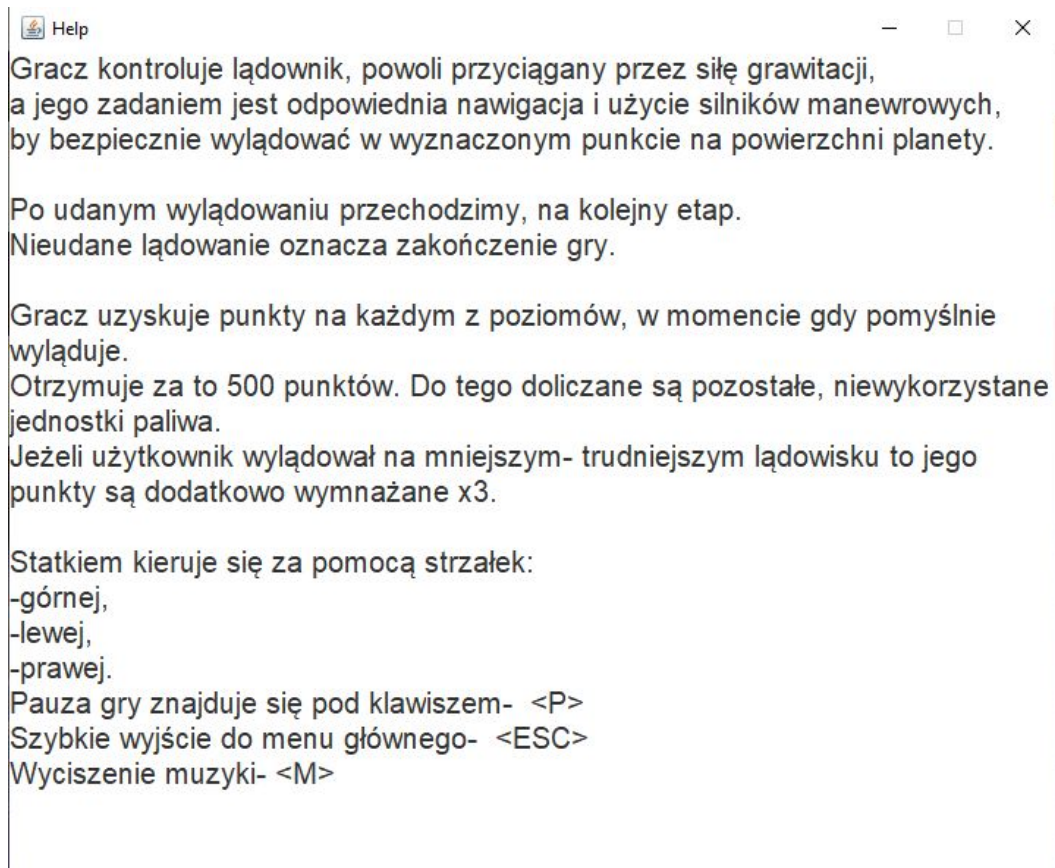 Help
Gracz kontroluje lądownik, powoli przyciągany przez siłę grawitacji,
a jego zadaniem jest odpowiednia nawigacja i użycie silników manewrowych,
by bezpiecznie wylądować w wyznaczonym punkcie na powierzchni planety.
Po udanym wylądowaniu przechodzimy, na kolejny etap.
Nieudane lądowanie oznacza zakończenie gry.
Gracz uzyskuje punkty na każdym z poziomów, w momencie gdy pomyślnie
wyląduje.
Otrzymuje za to 500 punktów. Do tego doliczane są pozostałe, niewykorzystane
jednostki paliwa.
Jeżeli użytkownik wylądował na mniejszym- trudniejszym lądowisku to jego
punkty są dodatkowo wymnażane x3.
Statkiem kieruje się za pomocą strzałek:
-górnej,
-lewej,
-prawej.
Pauza gry znajduje się pod klawiszem-  <P>
Szybkie wyjście do menu głównego-  <ESC>
Wyciszenie muzyki- <M>